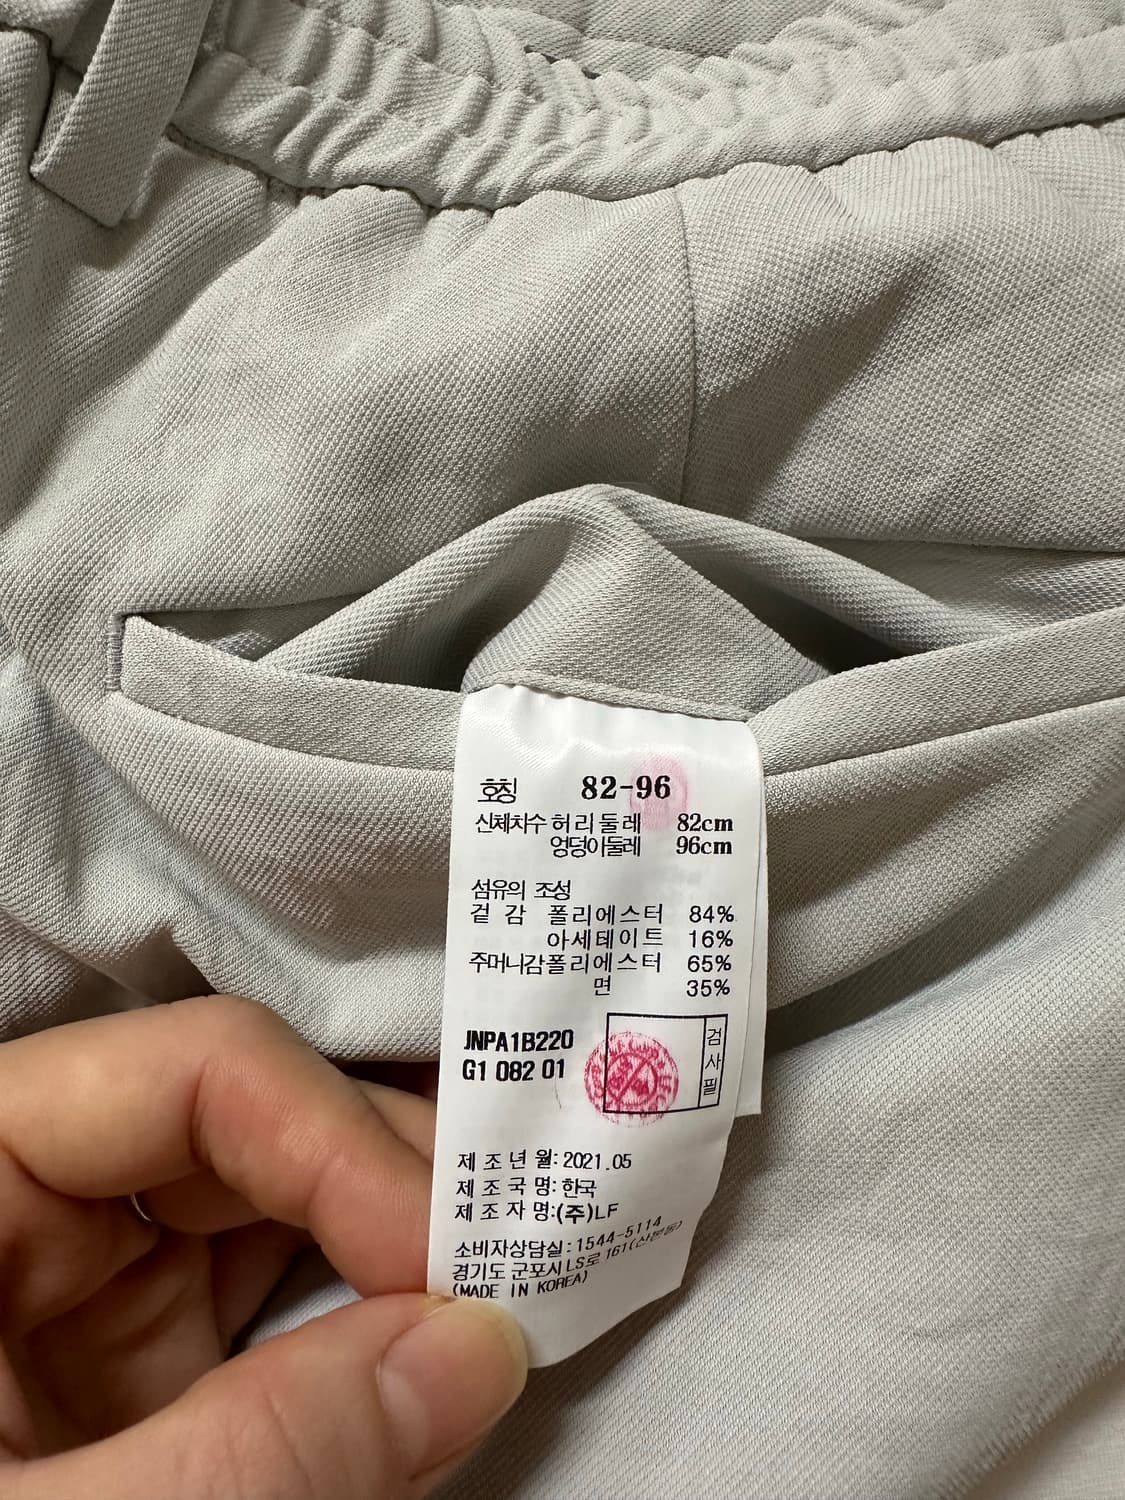 호칭 82-96
신체치수 허리둘레 82cm
엉덩이둘레 96cm
섬유의 조성
겉감 폴리에스터 84%
아세테이트 16%
주머니감 폴리에스터 65%
면 35%
JNPA1B220
G1 082 01
검사필
제조년월: 2021.05
제조국명: 한국
제조자명: (주)LF
소비자상담실: 1544-5114
경기도 군포시 LS로 161(산본동)
(MADE IN KOREA)